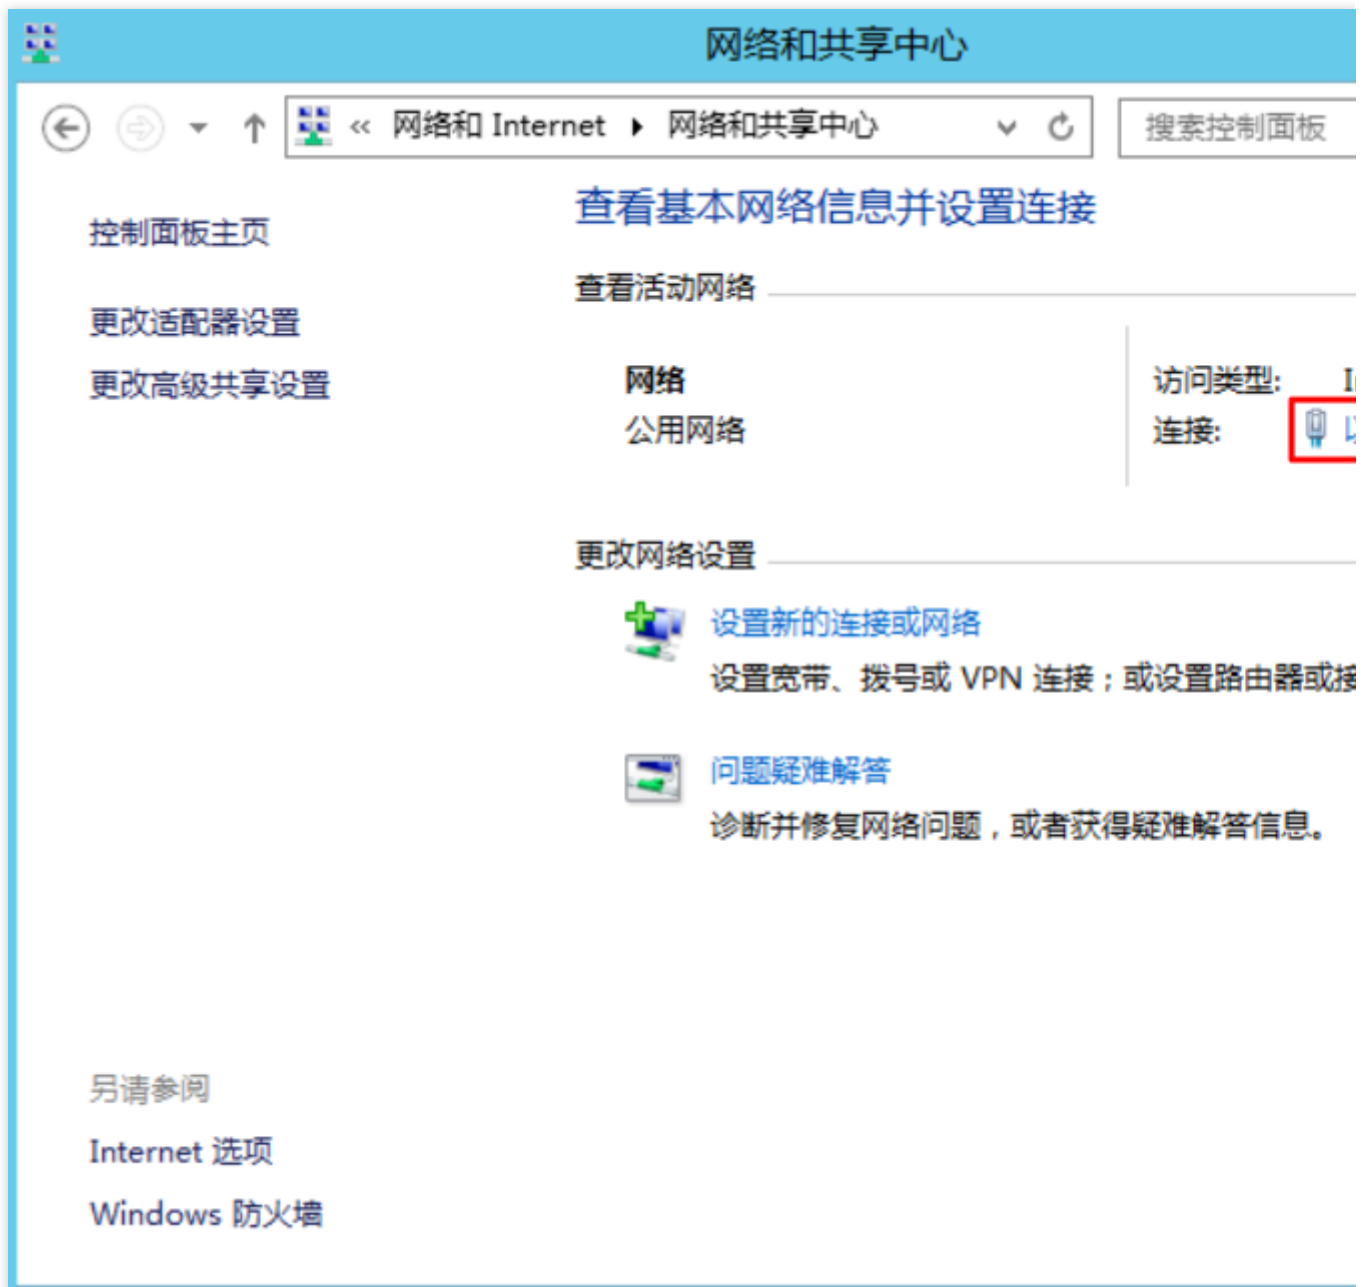 网络和共享中心
« 网络和 Internet ▸ 网络和共享中心
搜索控制面板
控制面板主页
更改适配器设置
更改高级共享设置
查看基本网络信息并设置连接
查看活动网络
网络
公用网络
访问类型:
连接:
更改网络设置
设置新的连接或网络
设置宽带、拨号或 VPN 连接；或设置路由器或接
问题疑难解答
诊断并修复网络问题，或者获得疑难解答信息。
另请参阅
Internet 选项
Windows 防火墙